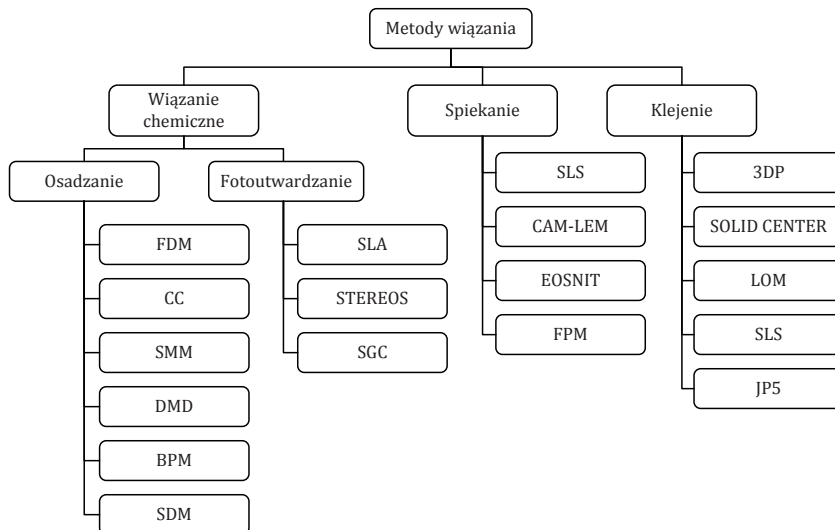 Metody wiązania
Wiązanie
chemiczne
Spiekanie
Klejenie
Osadzanie
Fotoutwardzanie
FDM
CC
SMM
DMD
BPM
SDM
SLA
STEREOS
SGC
SLS
CAM-LEM
EOSNIT
FPM
3DP
SOLID CENTER
LOM
SLS
JP5